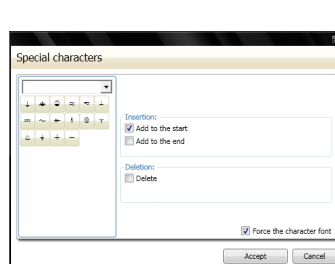 Special characters
Insertion:
Add to the start
Add to the end
Deletion:
Delete
Force the character font
Accept
Cancel